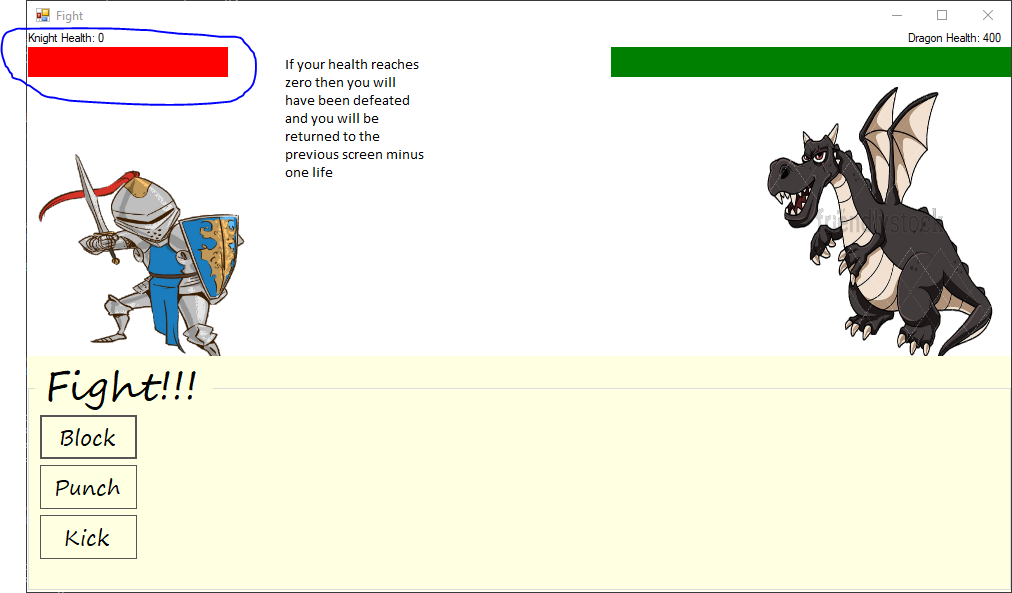 Fight
Knight Health: 0
Dragon Health: 400
If your health reaches
zero then you will
have been defeated
and you will be
returned to the
previous screen minus
one life
friendlystock
Fight!!!
Block
Punch
Kick